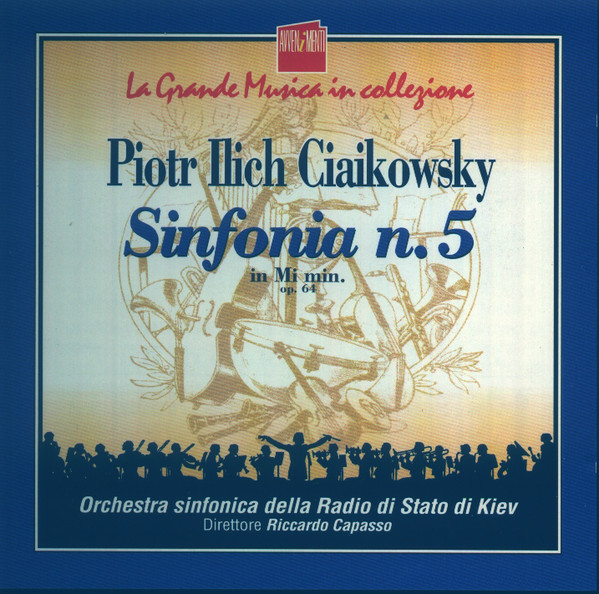 AVVENIMENTI
La Grande Musica in collezione
Piotr Ilich Ciaikowsky
Sinfonia n. 5
in Mi min.
op. 64
Orchestra sinfonica della Radio di Stato di Kiev
Direttore Riccardo Capasso